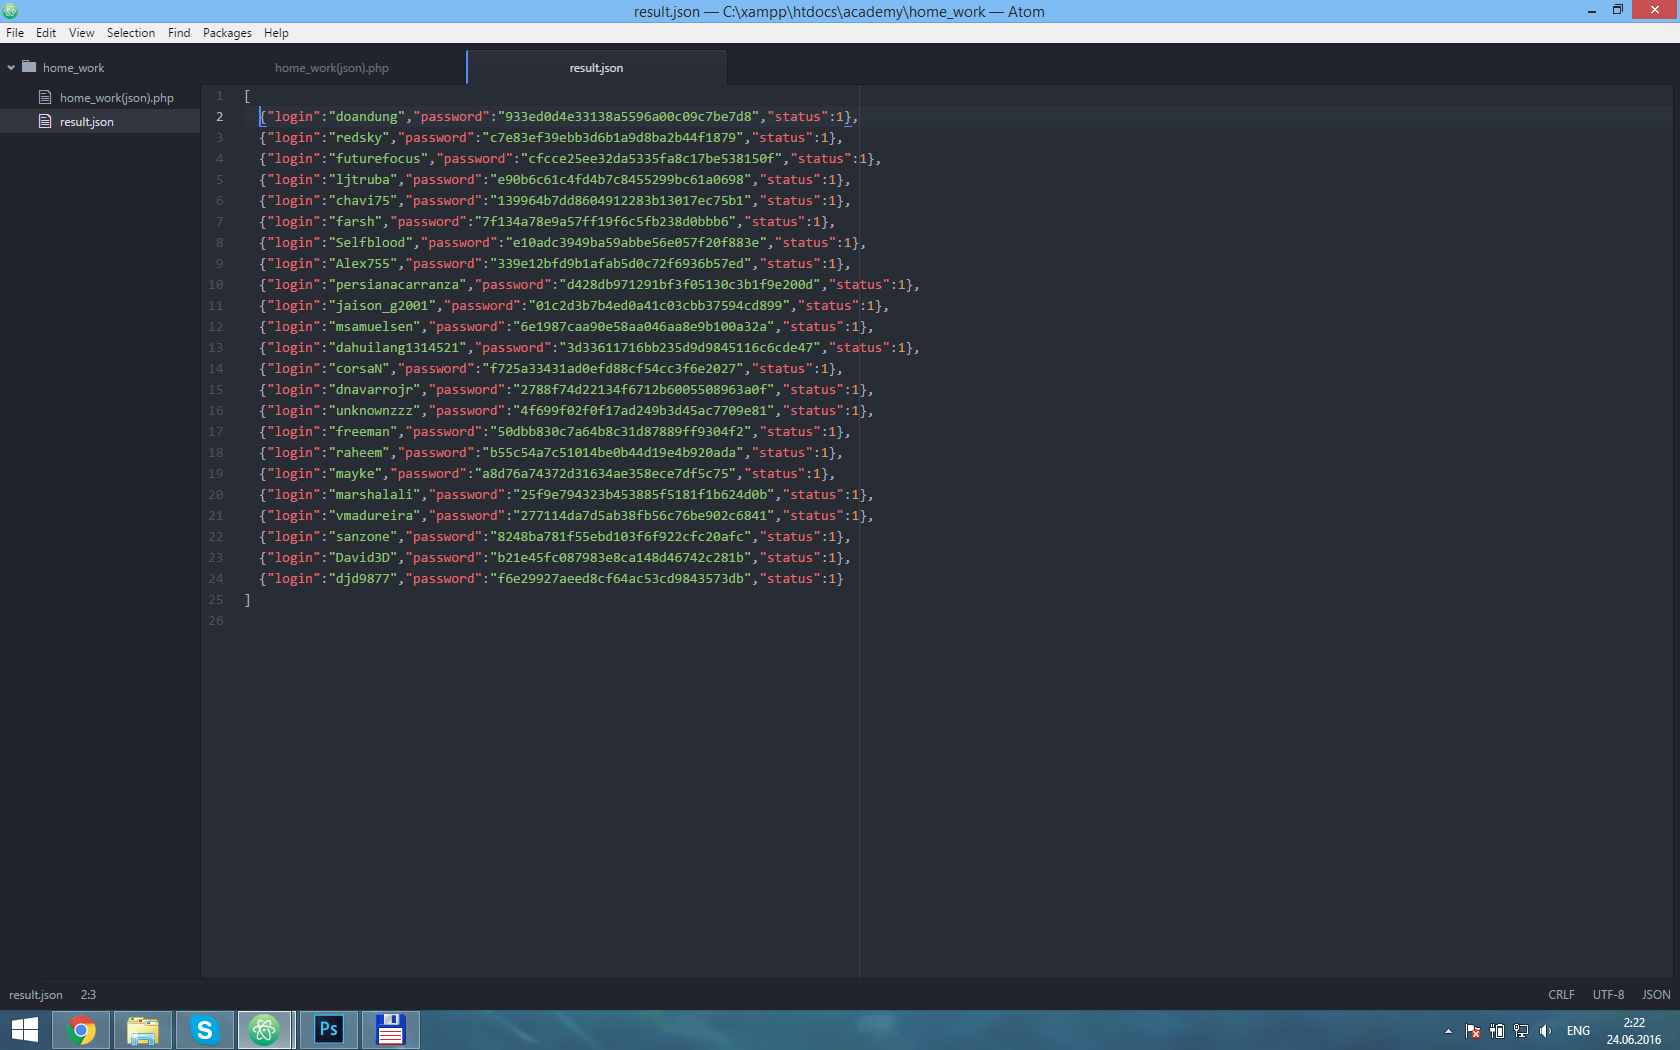 result.json — C:\xampp\htdocs\academy\home_work — Atom
File Edit View Selection Find Packages Help
home_work
home_work(json).php
result.json
home_work(json).php
result.json
1 [
2 {"login":"doandung","password":"933ed0d4e33138a5596a00c09c7be7d8","status":1},
3 {"login":"redsky","password":"c7e83ef39ebb3d6b1a9d8ba2b44f1879","status":1},
4 {"login":"futurefocus","password":"cfcce25ee32da5335fa8c17be538150f","status":1},
5 {"login":"ljtruba","password":"e90b6c61c4fd4b7c8455299bc61a0698","status":1},
6 {"login":"chavi75","password":"139964b7dd8604912283b13017ec75b1","status":1},
7 {"login":"farsh","password":"7f134a78e9a57ff19f6c5fb238d0bbb6","status":1},
8 {"login":"Selfblood","password":"e10adc3949ba59abbe56e057f20f883e","status":1},
9 {"login":"Alex755","password":"339e12bfd9b1afab5d0c72f6936b57ed","status":1},
10 {"login":"persianacarranza","password":"d428db971291bf3f05130c3b1f9e200d","status":1},
11 {"login":"jaison_g2001","password":"01c2d3b7b4ed0a41c03cbb37594cd899","status":1},
12 {"login":"msamuelsen","password":"6e1987caa90e58aa046aa8e9b100a32a","status":1},
13 {"login":"dahuilang1314521","password":"3d33611716bb235d9d9845116c6cde47","status":1},
14 {"login":"corsaN","password":"f725a33431ad0efd88cf54cc3f6e2027","status":1},
15 {"login":"dnavarrojr","password":"2788f74d22134f6712b6005508963a0f","status":1},
16 {"login":"unknownzzz","password":"4f699f02f0f17ad249b3d45ac7709e81","status":1},
17 {"login":"freeman","password":"50dbb830c7a64b8c31d87889ff9304f2","status":1},
18 {"login":"raheem","password":"b55c54a7c51014be0b44d19e4b920ada","status":1},
19 {"login":"mayke","password":"a8d76a74372d31634ae358ece7df5c75","status":1},
20 {"login":"marshalali","password":"25f9e794323b453885f5181f1b624d0b","status":1},
21 {"login":"vmadureira","password":"277114da7d5ab38fb56c76be902c6841","status":1},
22 {"login":"sanzone","password":"8248ba781f55ebd103f6f922cfc20afc","status":1},
23 {"login":"David3D","password":"b21e45fc087983e8ca148d46742c281b","status":1},
24 {"login":"djd9877","password":"f6e29927aeed8cf64ac53cd9843573db","status":1}
25 ]
26
result.json 2:3 CRLF UTF-8 JSON
S Ps ENG 2:22
24.06.2016